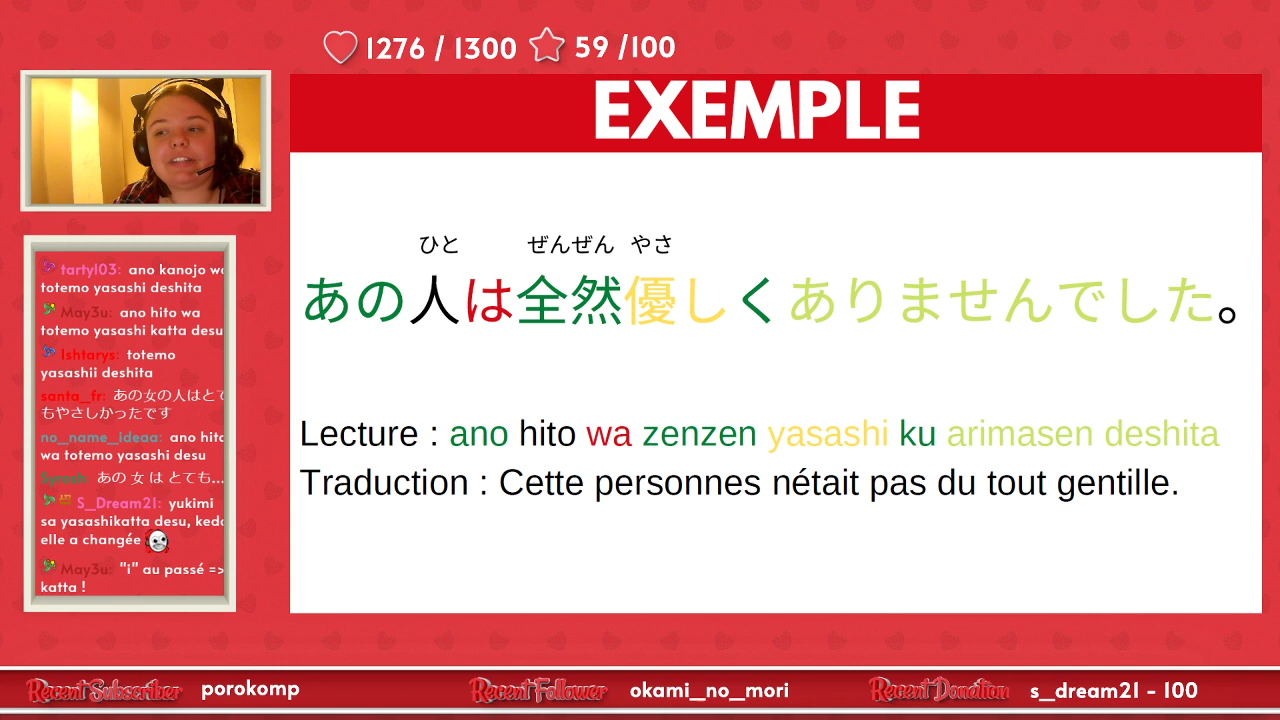 1276 / 1300 59 /100
EXEMPLE
ひと ぜんぜん やさ
あの人は全然優しくありませんでした。
Lecture : ano hito wa zenzen yasashi ku arimasen deshita
Traduction : Cette personnes nétait pas du tout gentille.
tarty103: ano kanojo wa
totemo yasashi deshita
May3u: ano hito wa
totemo yasashi katta desu
Ishtarys: totemo
yasashii deshita
santa_fr: あの女の人はとて
もやさしかったです
no_name_ideaa: ano hito
wa totemo yasashi desu
あの 女 は とても...
S_Dream21: yukimi
sa yasashikatta desu, kedo
elle a changée
May3u: "i" au passé =>
katta !
Recent Subscriber porokomp
Recent Follower okami_no_mori
Recent Donation s_dream21 - 100